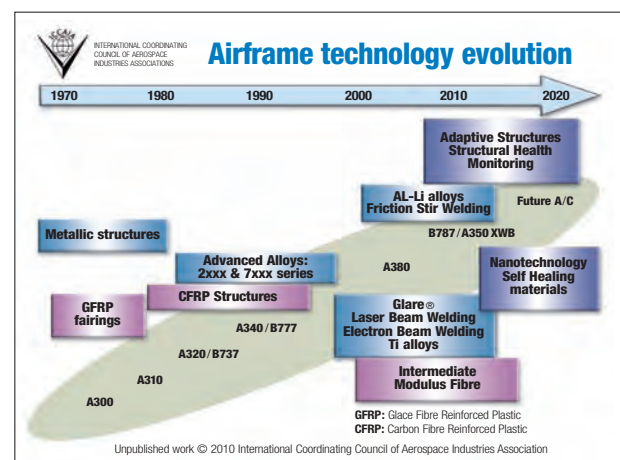 INTERNATIONAL COORDINATING
COUNCIL OF AEROSPACE
INDUSTRIES ASSOCIATIONS
Airframe technology evolution
1970 1980 1990 2000 2010 2020
Adaptive Structures
Structural Health
Monitoring
AL-Li alloys
Friction Stir Welding
Future A/C
B787/A350 XWB
Metallic structures
Advanced Alloys:
2xxx & 7xxx series
A380
Nanotechnology
Self Healing
materials
GFRP
fairings
CFRP Structures
Glare®
Laser Beam Welding
Electron Beam Welding
Ti alloys
A340/B777
A320/B737
Intermediate
Modulus Fibre
A310
A300
GFRP: Glace Fibre Reinforced Plastic
CFRP: Carbon Fibre Reinforced Plastic
Unpublished work © 2010 International Coordinating Council of Aerospace Industries Association